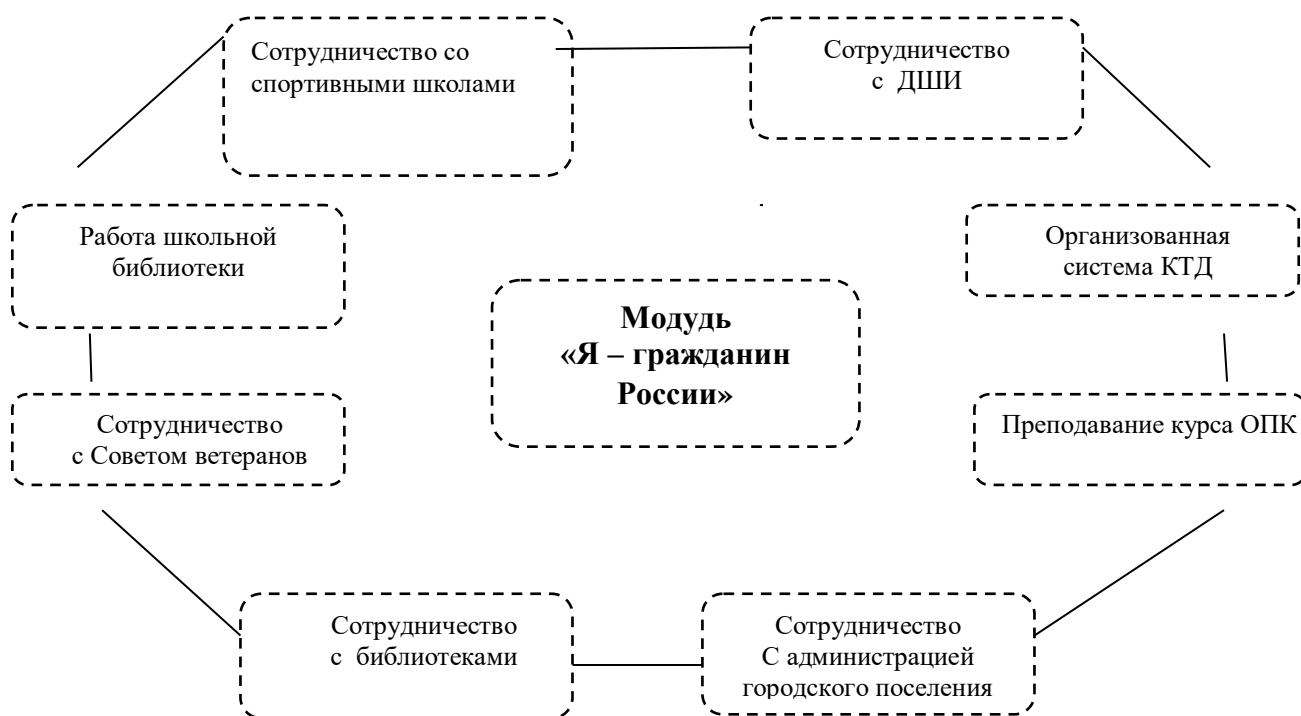 Сотрудничество со
спортивными школами
Сотрудничество
с ДШИ
Работа школьной
библиотеки
Организованная
система КТД
Модудь
«Я – гражданин
России»
Сотрудничество
с Советом ветеранов
Преподавание курса ОПК
Сотрудничество
с библиотеками
Сотрудничество
С администрацией
городского поселения